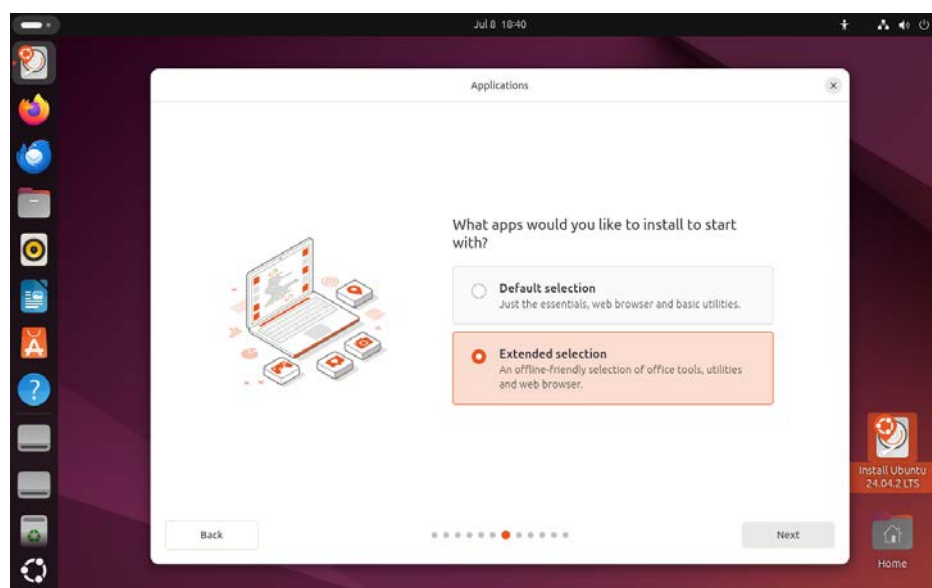 Jul 8 18:40
Applications
What apps would you like to install to start
with?
Default selection
Just the essentials, web browser and basic utilities.
Extended selection
An offline-friendly selection of office tools, utilities
and web browser.
Install Ubuntu
24.04.2 LTS
Back
Next
Home